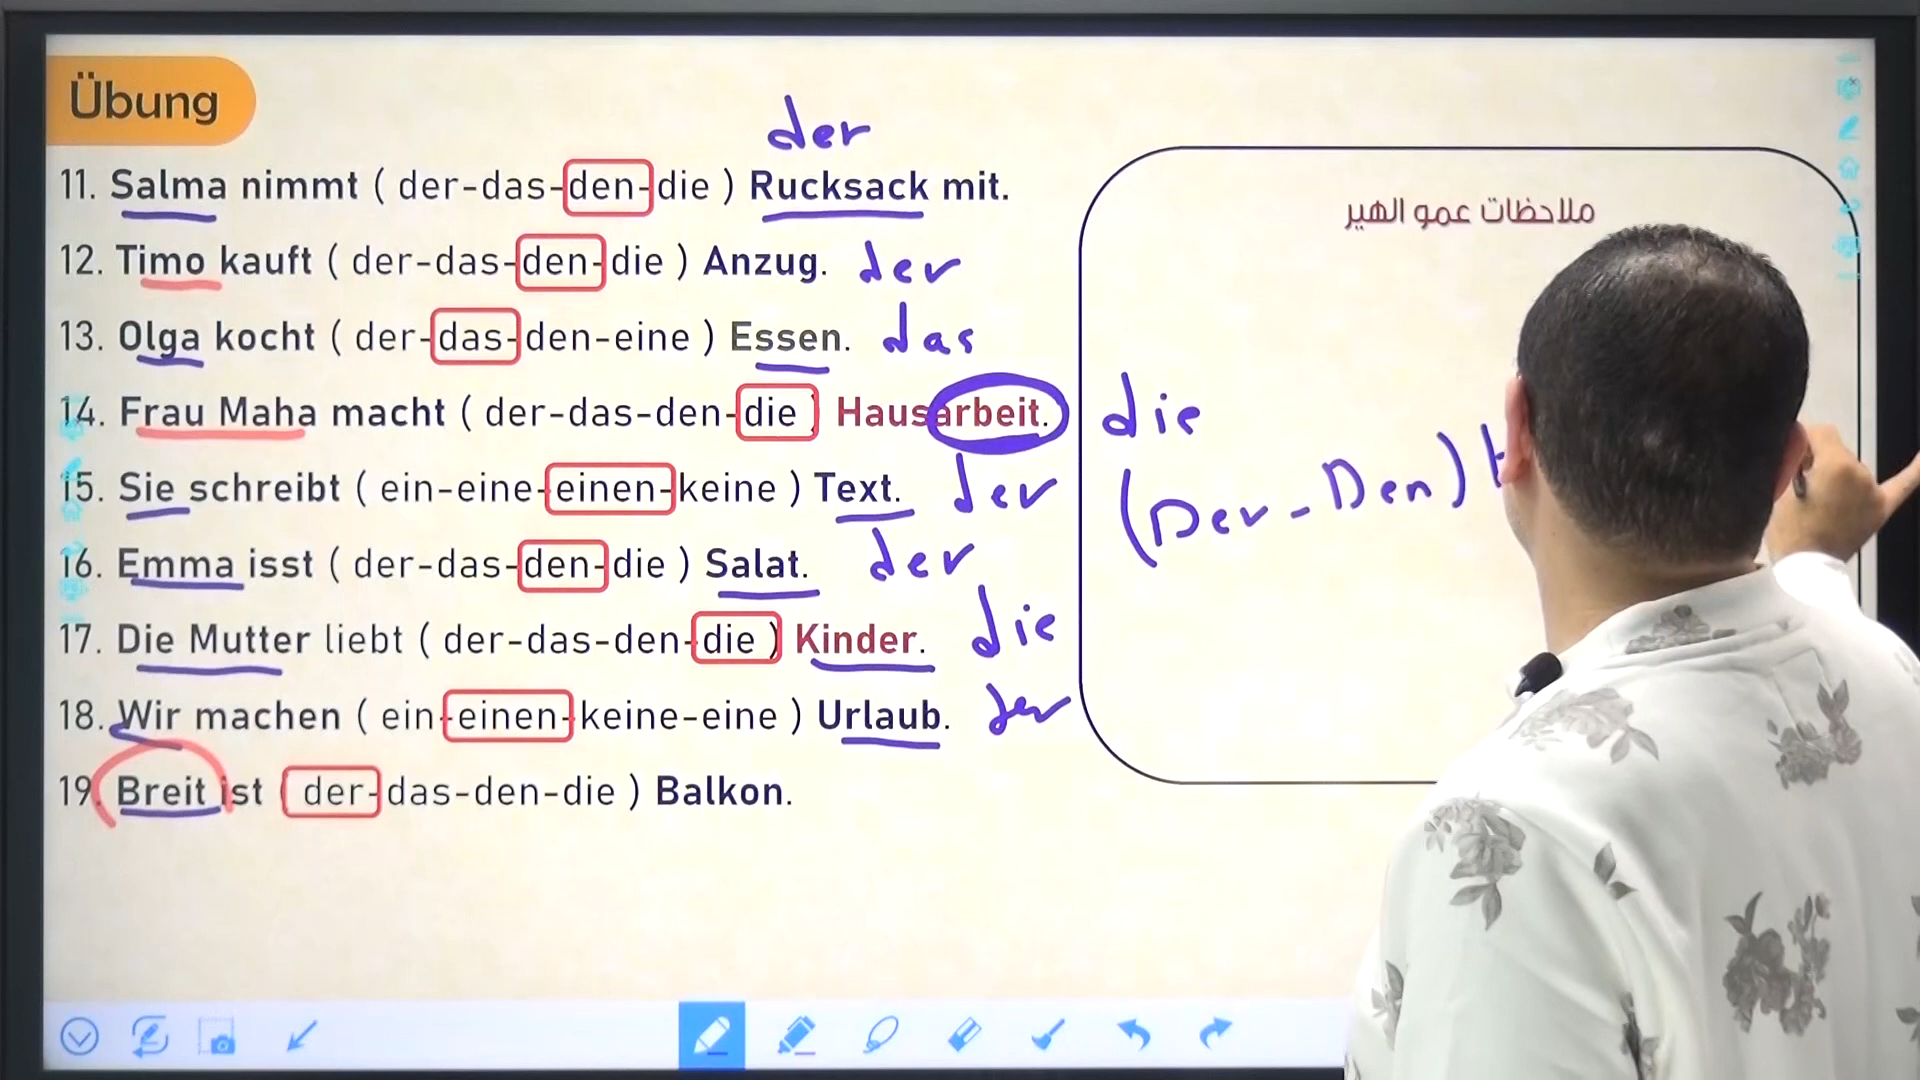 Übung
der
11. Salma nimmt ( der-das-den-die ) Rucksack mit.
12. Timo kauft ( der-das-den-die ) Anzug. der
13. Olga kocht ( der-das-den-eine ) Essen. das
14. Frau Maha macht ( der-das-den-die ) Hausarbeit. die
15. Sie schreibt ( ein-eine-einen-keine ) Text. der
16. Emma isst ( der-das-den-die ) Salat. der
17. Die Mutter liebt ( der-das-den-die ) Kinder. die
18. Wir machen ( ein-einen-keine-eine ) Urlaub. der
19. Breit ist ( der-das-den-die ) Balkon.
ملاحظات عمو الهير
(Der-Den)